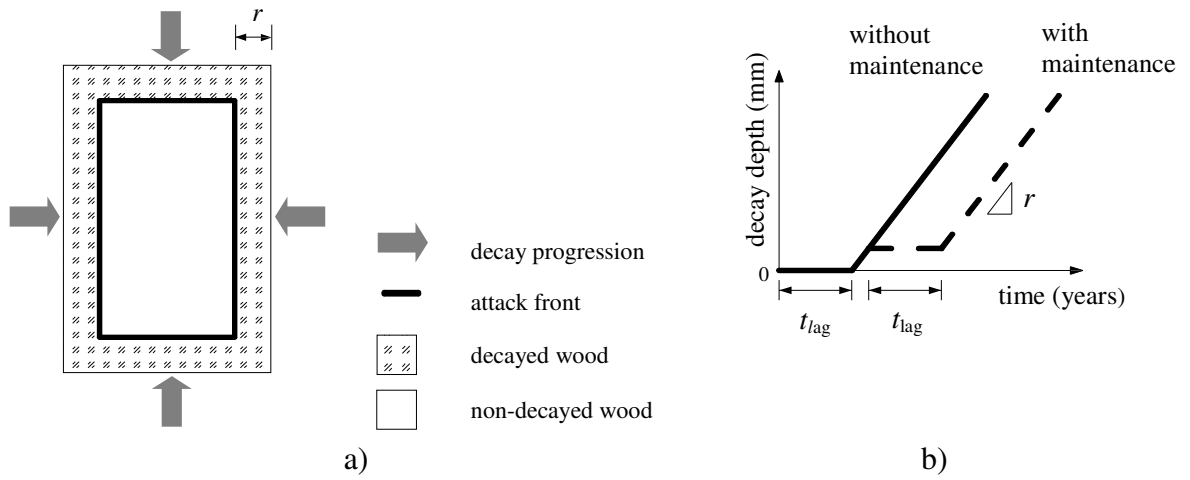 r
decay progression
attack front
decayed wood
non-decayed wood
a)
without
maintenance
with
maintenance
decay depth (mm)
r
0
time (years)
tlag
tlag
b)